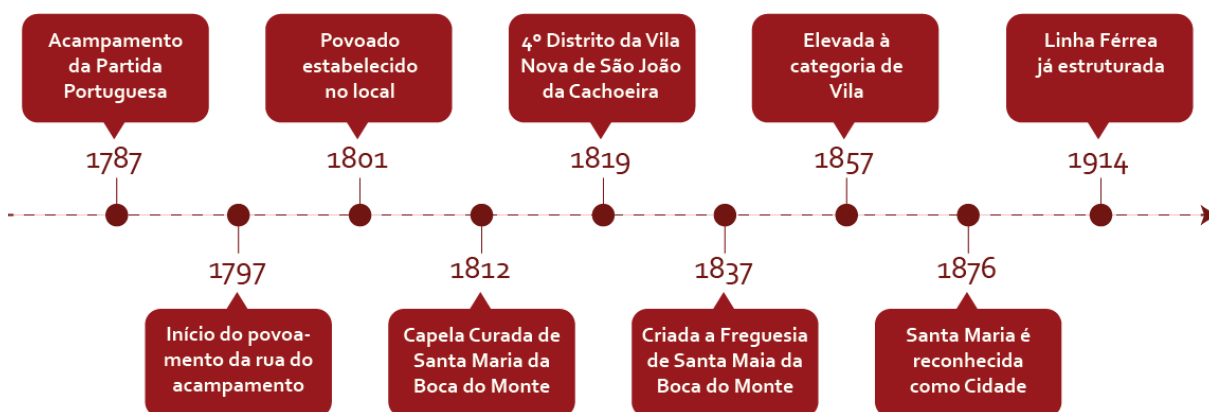 Acampamento
da Partida
Portuguesa
1787
Povoado
estabelecido
no local
1801
4º Distrito da Vila
Nova de São João
da Cachoeira
1819
Elevada à
categoria de
Vila
1857
Linha Férrea
já estruturada
1914
1797
Início do povoa-
mento da rua do
acampamento
1812
Capela Curada de
Santa Maria da
Boca do Monte
1837
Criada a Freguesia
de Santa Maia da
Boca do Monte
1876
Santa Maria é
reconhecida
como Cidade